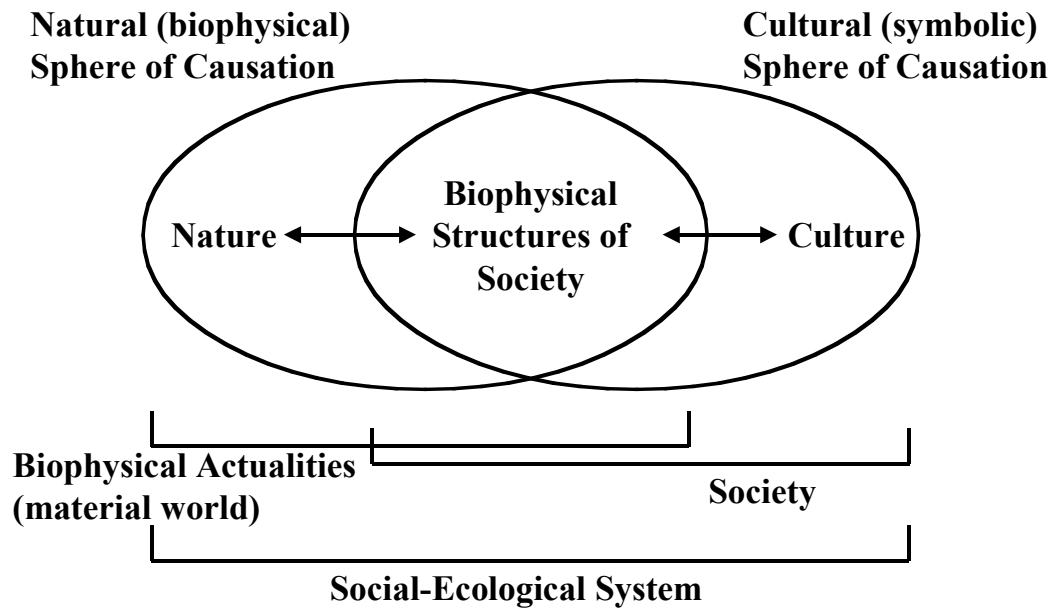 Natural (biophysical)
Sphere of Causation
Cultural (symbolic)
Sphere of Causation
Nature
Biophysical
Structures of
Society
Culture
Biophysical Actualities
(material world)
Society
Social-Ecological System